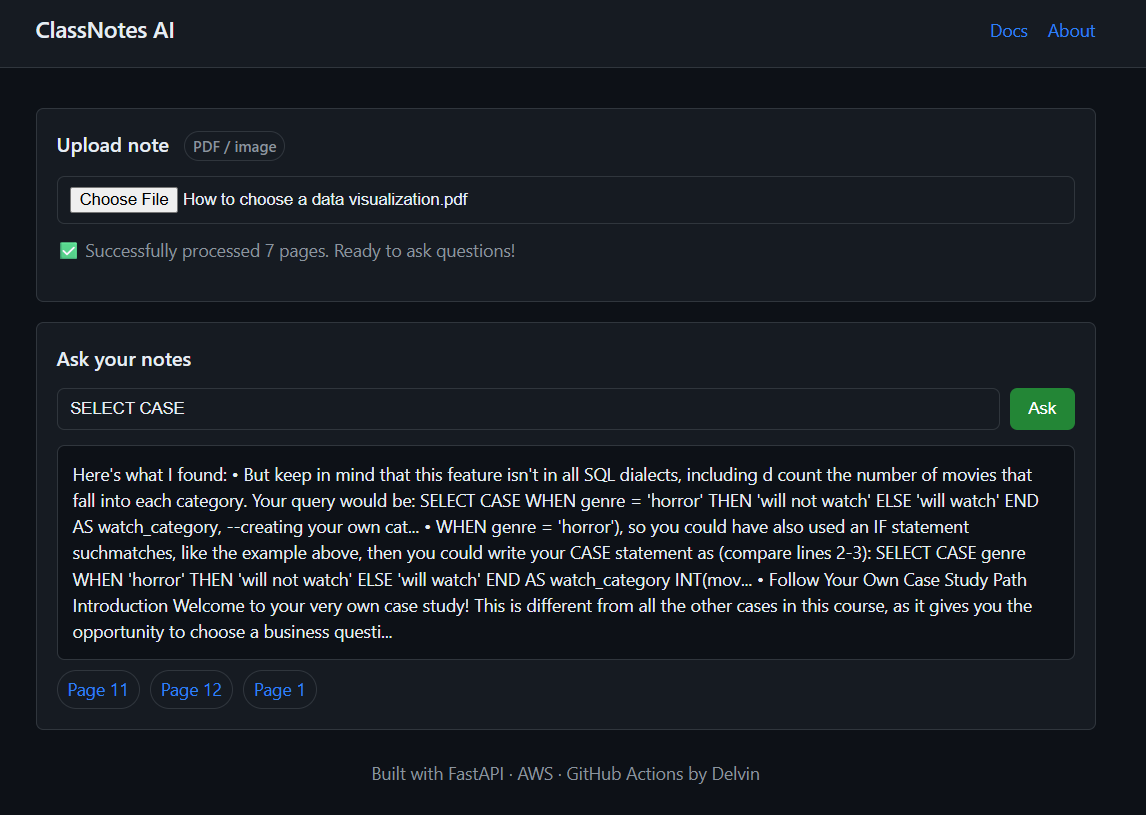 ClassNotes AI
Docs About
Upload note PDF / image
Choose File How to choose a data visualization.pdf
✅ Successfully processed 7 pages. Ready to ask questions!
Ask your notes
SELECT CASE Ask
Here's what I found: • But keep in mind that this feature isn't in all SQL dialects, including d count the number of movies that
fall into each category. Your query would be: SELECT CASE WHEN genre = 'horror' THEN 'will not watch' ELSE 'will watch' END
AS watch_category, --creating your own cat... • WHEN genre = 'horror'), so you could have also used an IF statement
suchmatches, like the example above, then you could write your CASE statement as (compare lines 2-3): SELECT CASE genre
WHEN 'horror' THEN 'will not watch' ELSE 'will watch' END AS watch_category INT(mov... • Follow Your Own Case Study Path
Introduction Welcome to your very own case study! This is different from all the other cases in this course, as it gives you the
opportunity to choose a business questi...
Page 11 Page 12 Page 1
Built with FastAPI · AWS · GitHub Actions by Delvin